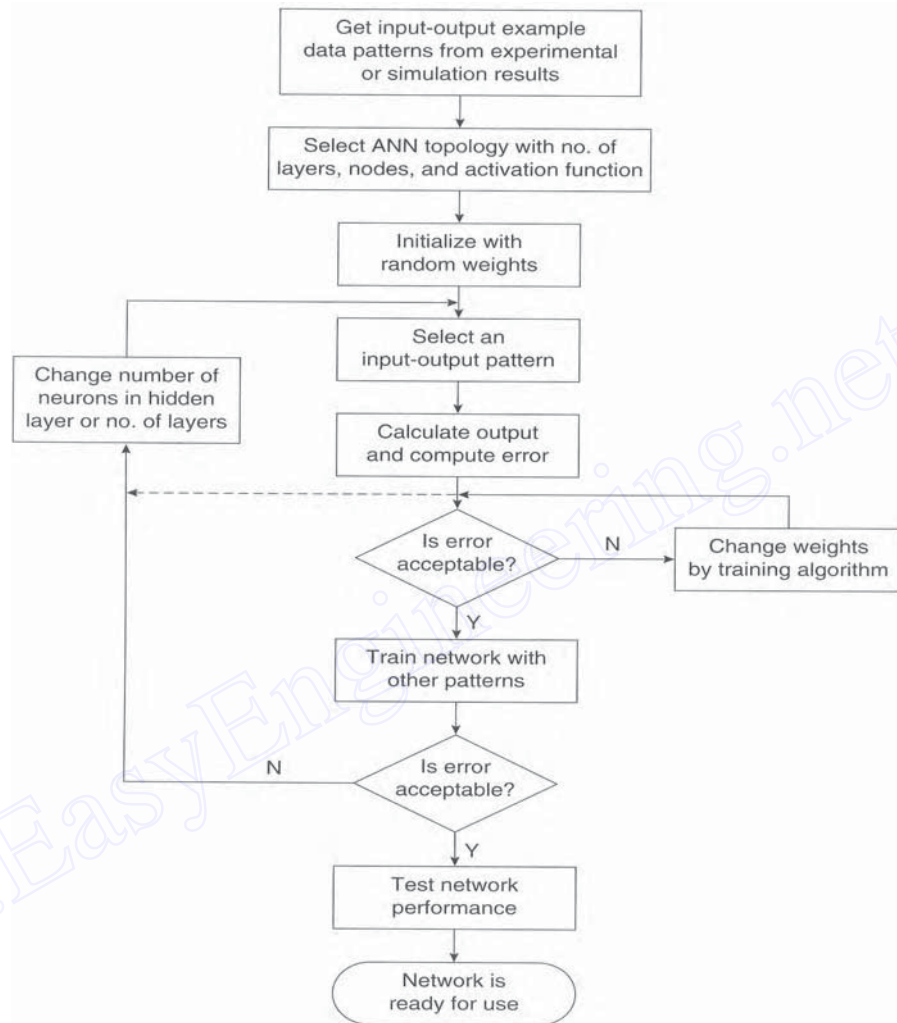 Get input-output example
data patterns from experimental
or simulation results
Select ANN topology with no. of
layers, nodes, and activation function
Initialize with
random weights
Select an
input-output pattern
Change number of
neurons in hidden
layer or no. of layers
Calculate output
and compute error
Is error
acceptable?
N
Change weights
by training algorithm
Y
Train network with
other patterns
Is error
acceptable?
N
Y
Test network
performance
Network is
ready for use
.EasyEngineering.net